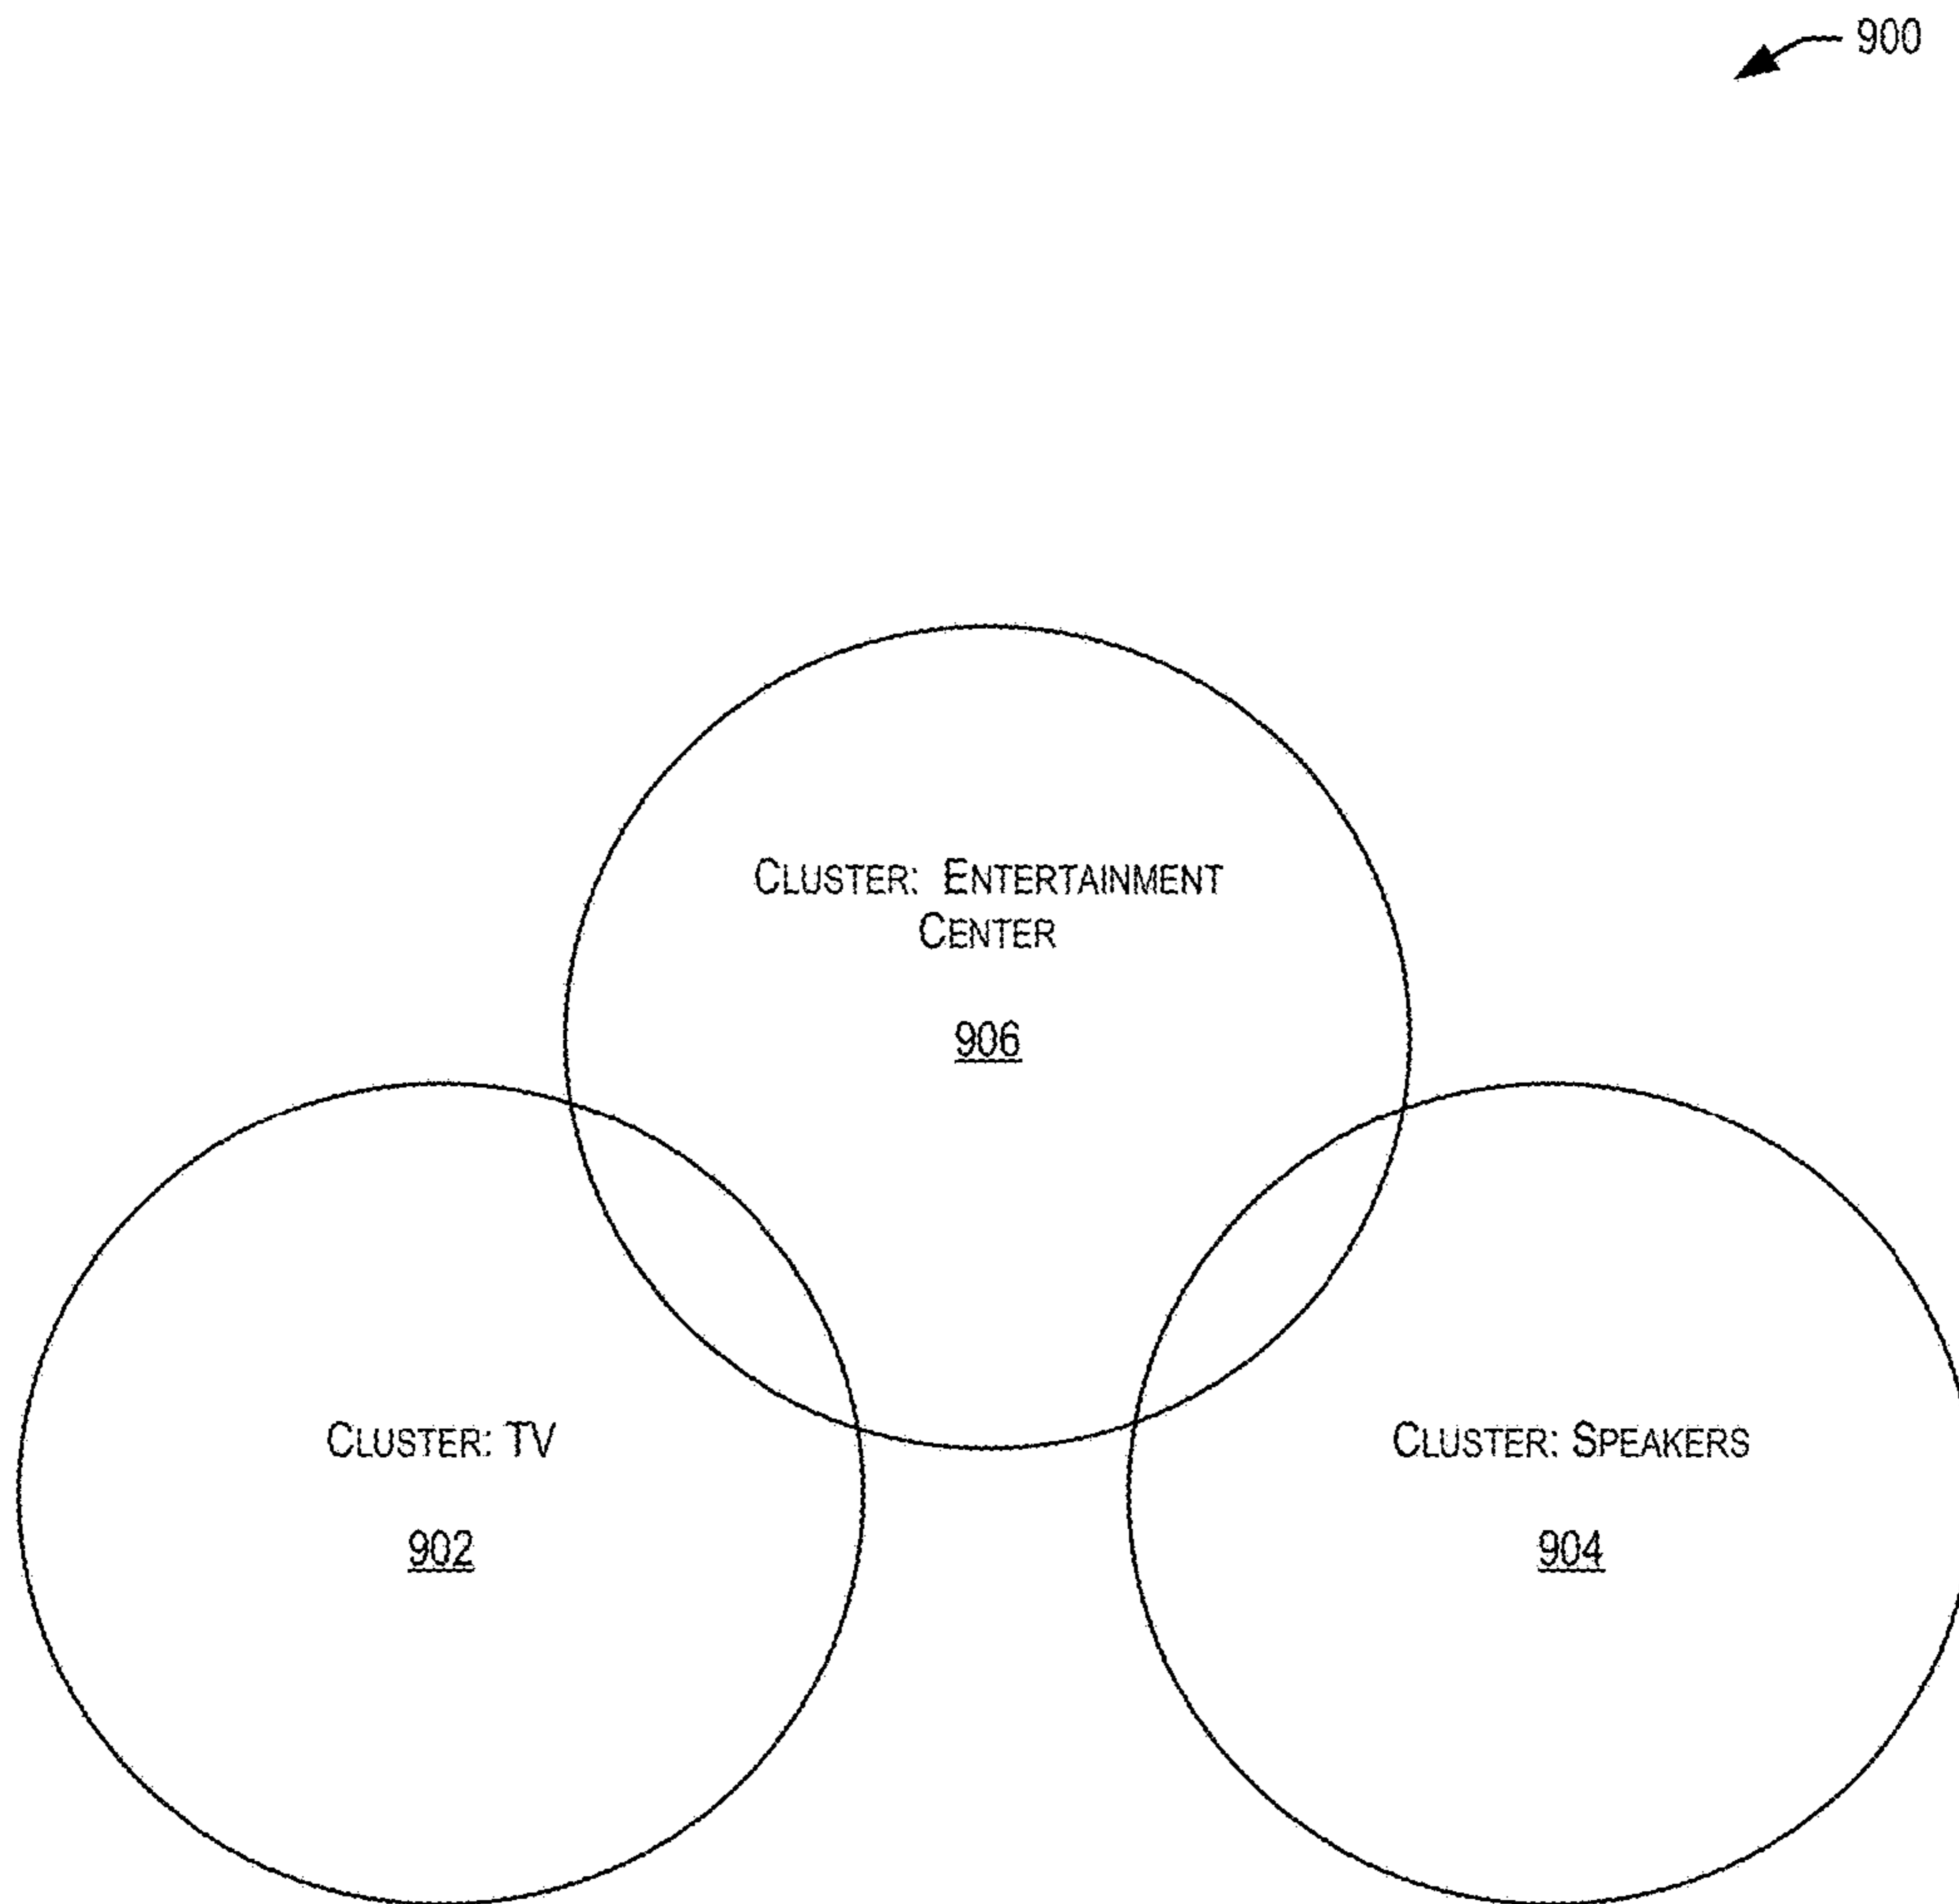 900
CLUSTER: ENTERTAINMENT
CENTER
906
CLUSTER: TV
902
CLUSTER: SPEAKERS
904